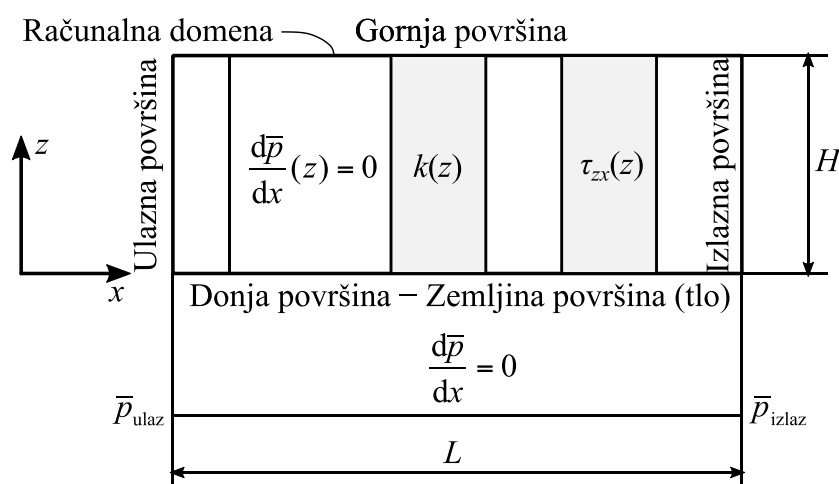 Računalna domena
Gornja površina
Ulazna površina
Izlazna površina
z
x
dp̅/dx (z) = 0
k(z)
τzx(z)
H
Donja površina – Zemljina površina (tlo)
dp̅/dx = 0
p̅ulaz
p̅izlaz
L